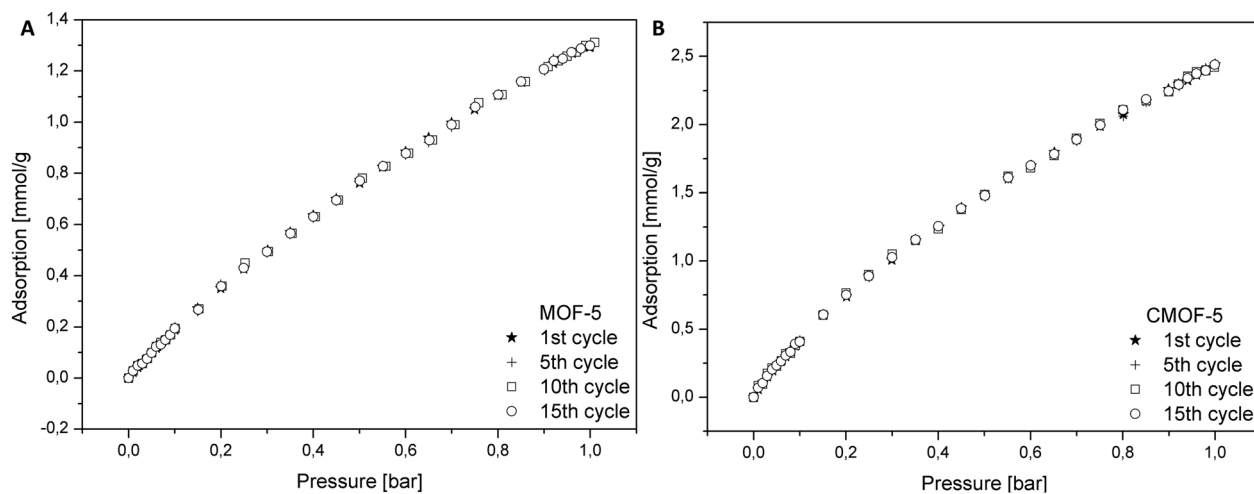 A
Adsorption [mmol/g
1,4
1,2
1,0
0,8
0,6
0,4
0,2
0,0
-0,2
0,0 0,2 0,4 0,6 0,8 1,0
Pressure [bar]
MOF-5
1st cycle
5th cycle
10th cycle
15th cycle
B
Adsorption [mmol/g]
2,5
2,0
1,5
1,0
0,5
0,0
0,0 0,2 0,4 0,6 0,8 1,0
Pressure [bar]
CMOF-5
1st cycle
5th cycle
10th cycle
15th cycle